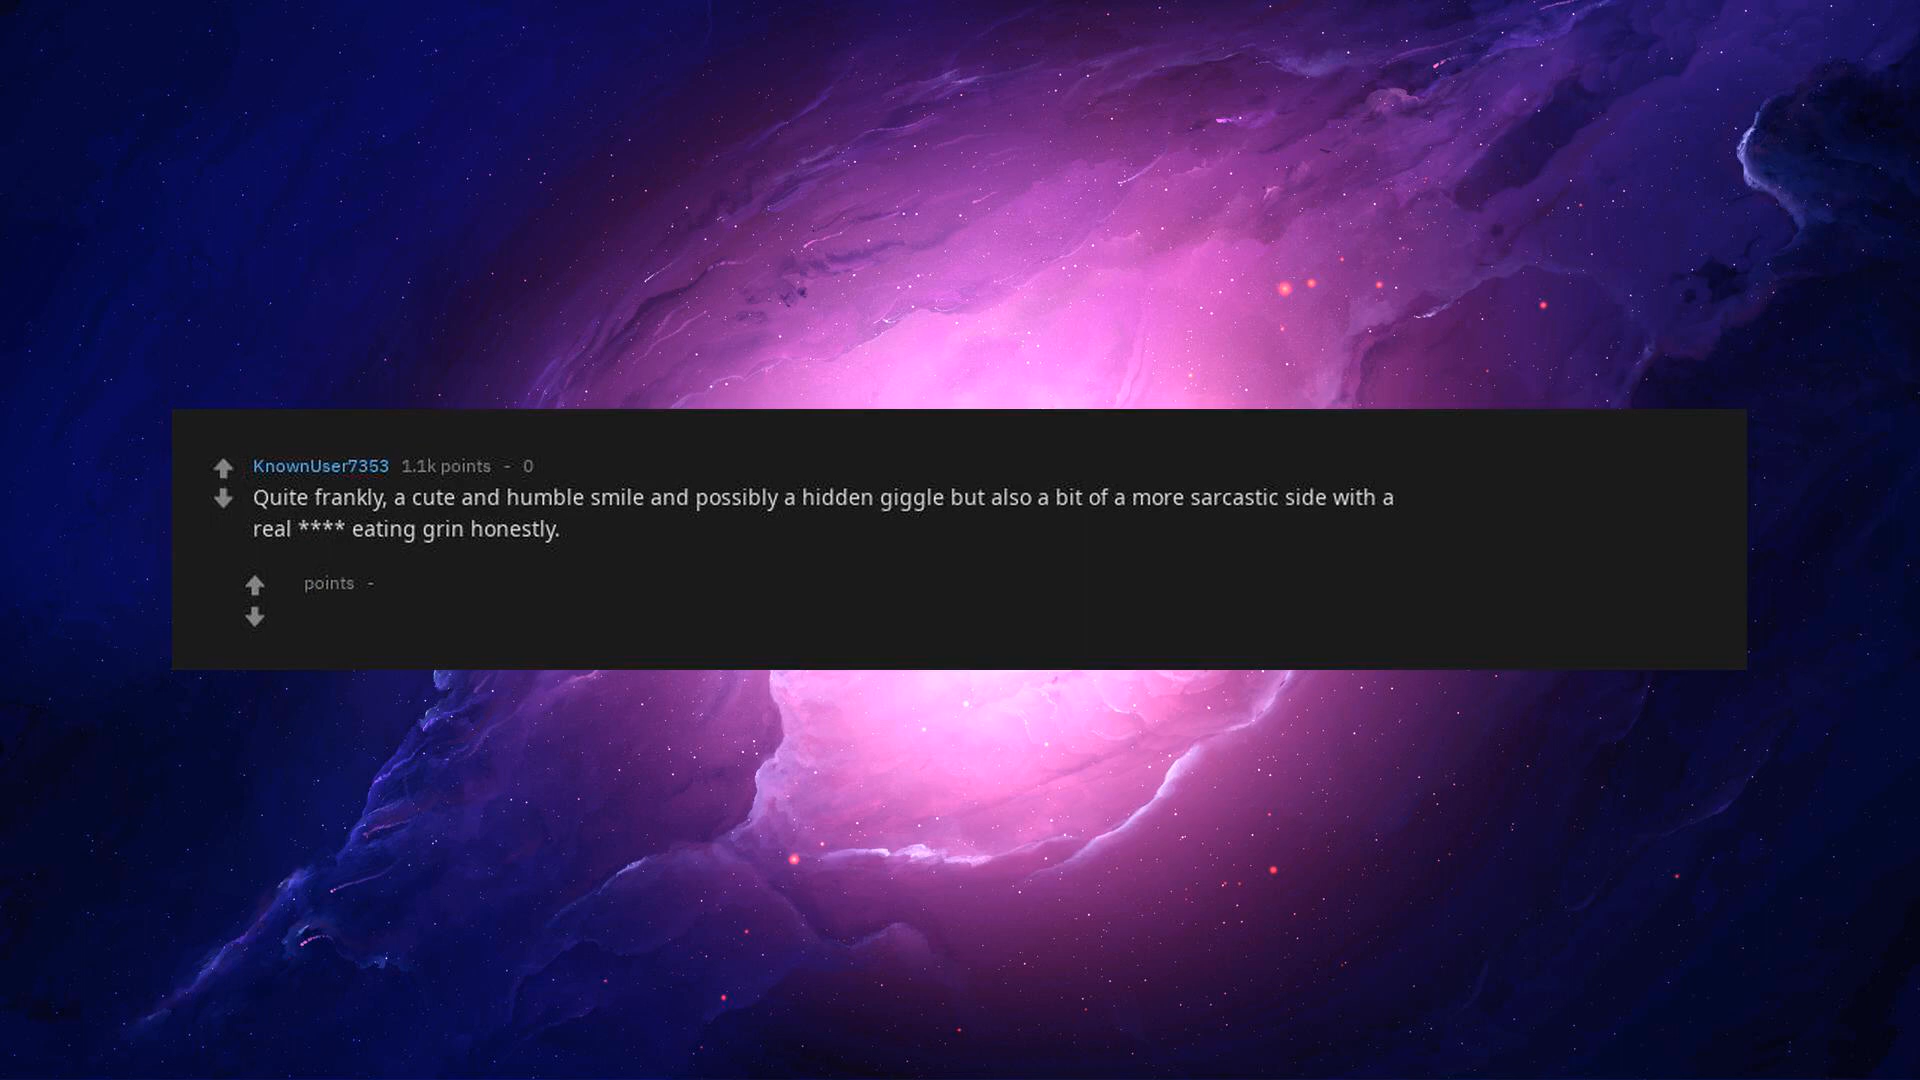 KnownUser7353 1.1k points - 0
Quite frankly, a cute and humble smile and possibly a hidden giggle but also a bit of a more sarcastic side with a
real **** eating grin honestly.
points -